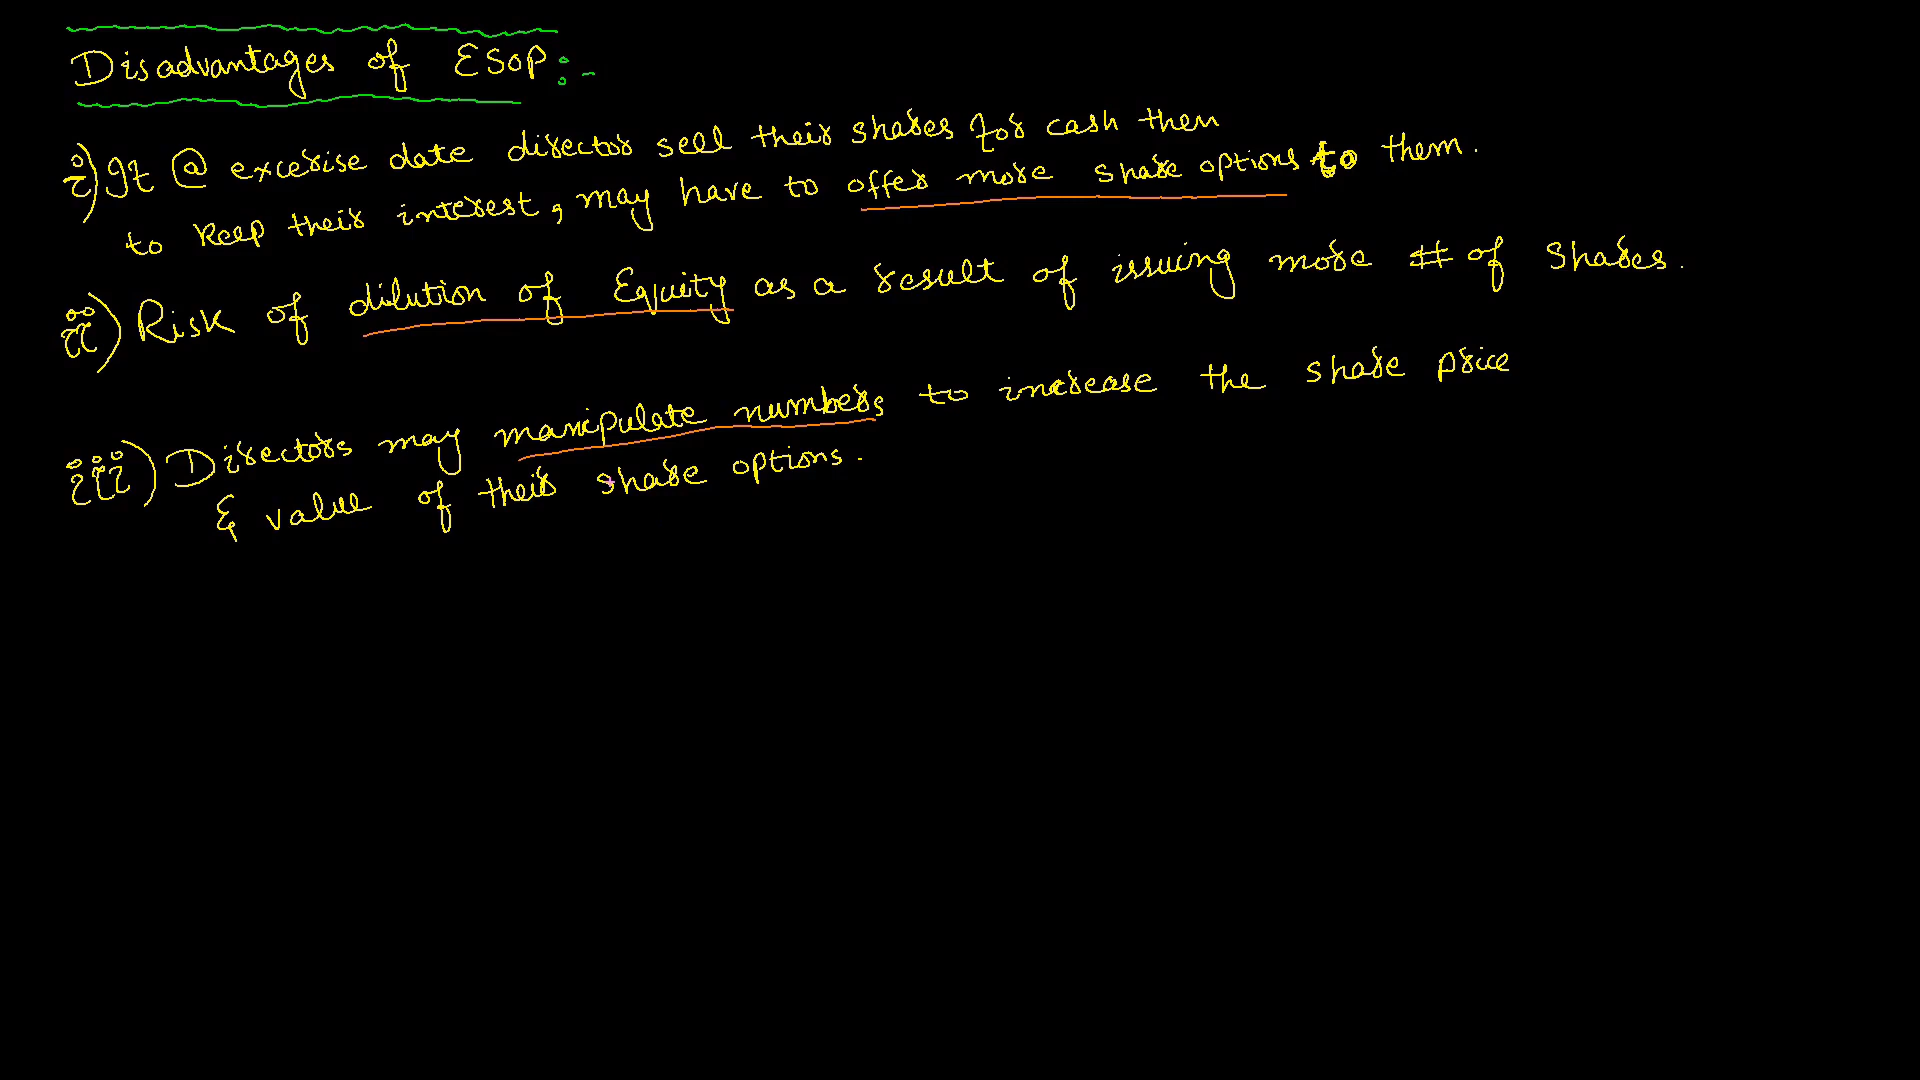 Disadvantages of ESOP:-
i) If @ excerise date director sell their shares for cash then
to keep their interest, may have to offer more share options to them.
ii) Risk of dilution of Equity as a result of issuing more # of shares.
iii) Directors may manipulate numbers to increase the share price
& value of their share options.